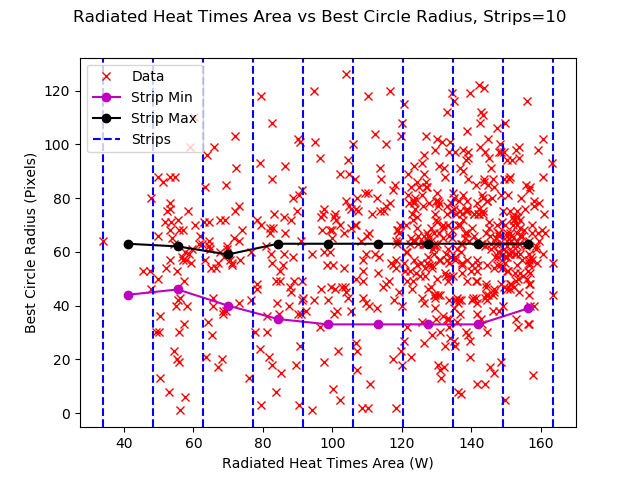 Radiated Heat Times Area vs Best Circle Radius, Strips=10
Data
Strip Min
Strip Max
Strips
Best Circle Radius (Pixels)
120
100
80
60
40
20
0
40
60
80
100
120
140
160
Radiated Heat Times Area (W)